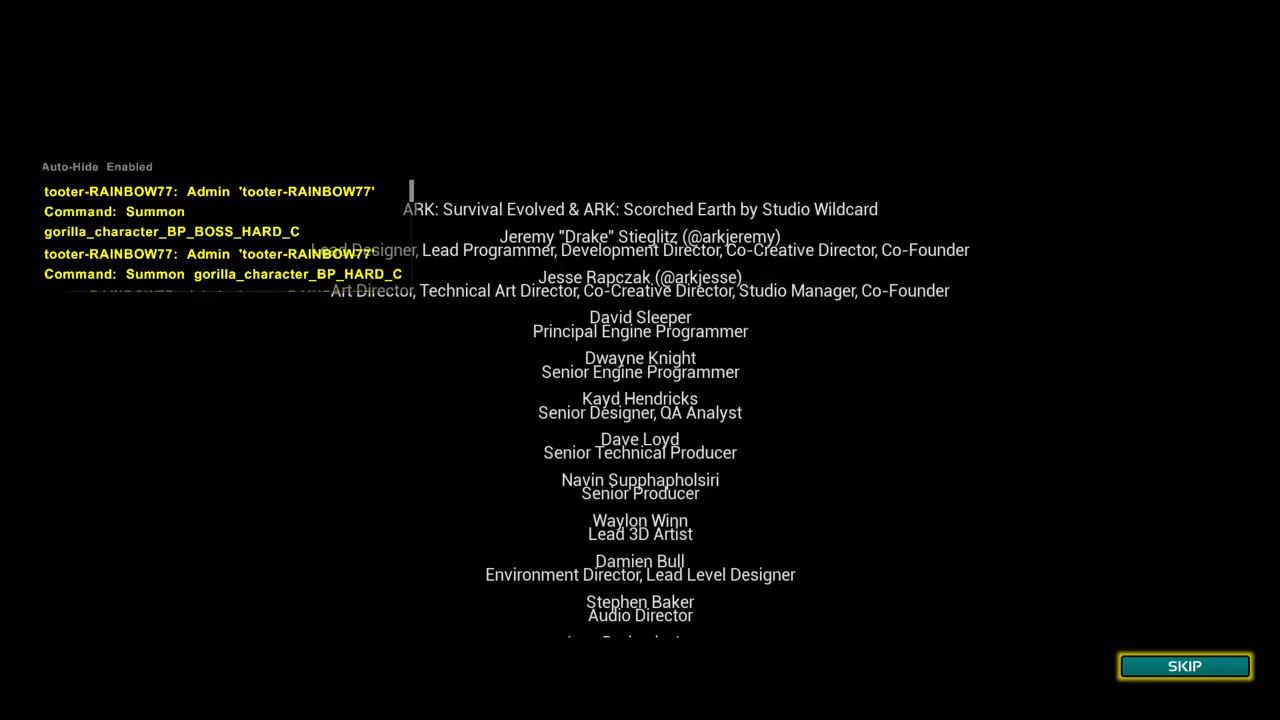 Auto-Hide Enabled
tooter-RAINBOW77: Admin 'tooter-RAINBOW77'
Command: Summon
gorilla_character_BP_BOSS_HARD_C
tooter-RAINBOW77: Admin 'tooter-RAINBOW77'
Command: Summon gorilla_character_BP_HARD_C
ARK: Survival Evolved & ARK: Scorched Earth by Studio Wildcard
Jeremy "Drake" Stieglitz (@arkjeremy)
Lead Designer, Lead Programmer, Development Director, Co-Creative Director, Co-Founder
Jesse Rapczak (@arkjesse)
Art Director, Technical Art Director, Co-Creative Director, Studio Manager, Co-Founder
David Sleeper
Principal Engine Programmer
Dwayne Knight
Senior Engine Programmer
Kayd Hendricks
Senior Designer, QA Analyst
Dave Loyd
Senior Technical Producer
Navin Supphapholsiri
Senior Producer
Waylon Winn
Lead 3D Artist
Damien Bull
Environment Director, Lead Level Designer
Stephen Baker
Audio Director
SKIP